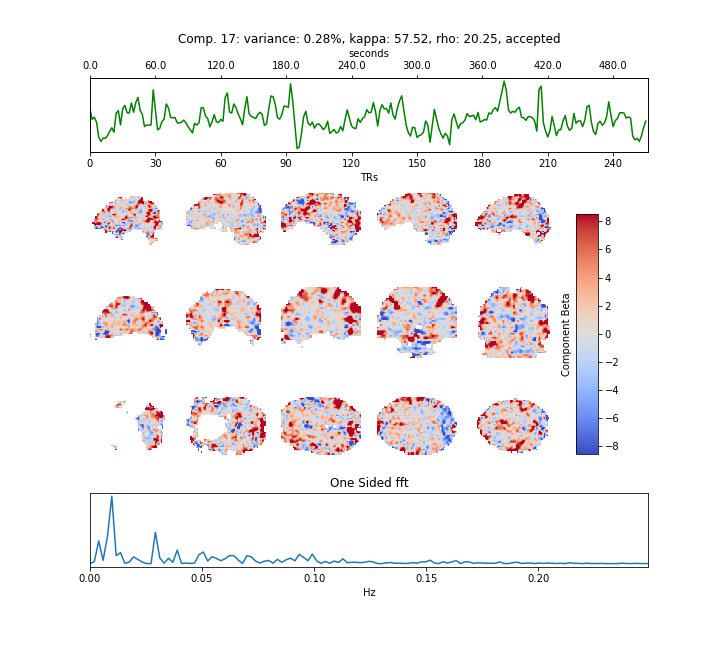 Comp. 17: variance: 0.28%, kappa: 57.52, rho: 20.25, accepted
seconds
0.0 60.0 120.0 180.0 240.0 300.0 360.0 420.0 480.0
0 30 60 90 120 150 180 210 240
TRs
8
6
4
2
0
−2
−4
−6
−8
Component Beta
One Sided fft
0.00 0.05 0.10 0.15 0.20
Hz